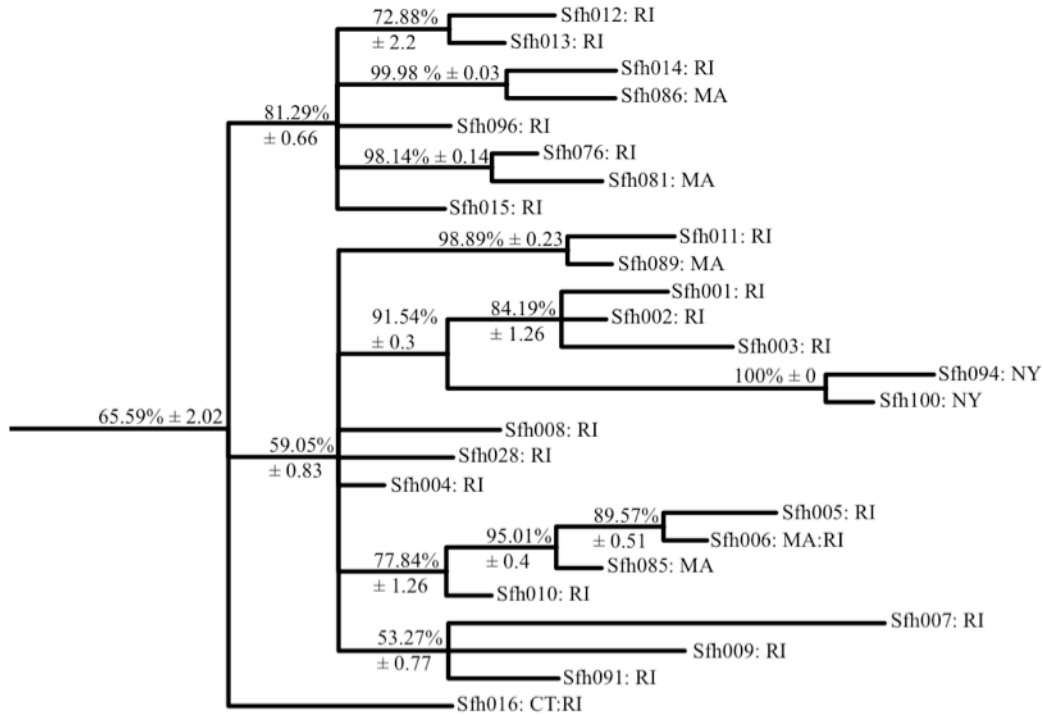 72.88%
± 2.2
Sfh012: RI
Sfh013: RI
99.98 % ± 0.03
Sfh014: RI
Sfh086: MA
81.29%
± 0.66
Sfh096: RI
98.14% ± 0.14
Sfh076: RI
Sfh081: MA
Sfh015: RI
98.89% ± 0.23
Sfh011: RI
Sfh089: MA
91.54%
± 0.3
84.19%
± 1.26
Sfh001: RI
Sfh002: RI
Sfh003: RI
100% ± 0
Sfh094: NY
Sfh100: NY
65.59% ± 2.02
59.05%
± 0.83
Sfh008: RI
Sfh028: RI
Sfh004: RI
77.84%
± 1.26
95.01%
± 0.4
89.57%
± 0.51
Sfh005: RI
Sfh006: MA:RI
Sfh085: MA
Sfh010: RI
53.27%
± 0.77
Sfh007: RI
Sfh009: RI
Sfh091: RI
Sfh016: CT:RI